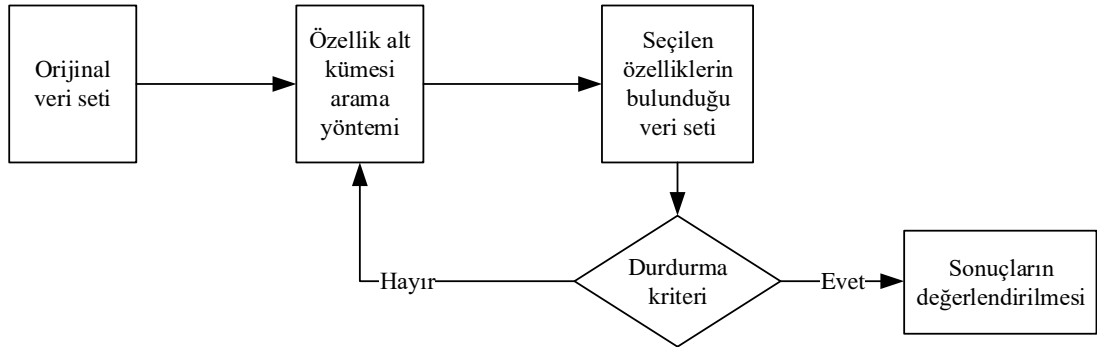 Orijinal
veri seti
Özellik alt
kümesi
arama
yöntemi
Seçilen
özelliklerin
bulunduğu
veri seti
Durdurma
kriteri
Hayır
Evet
Sonuçların
değerlendirilmesi